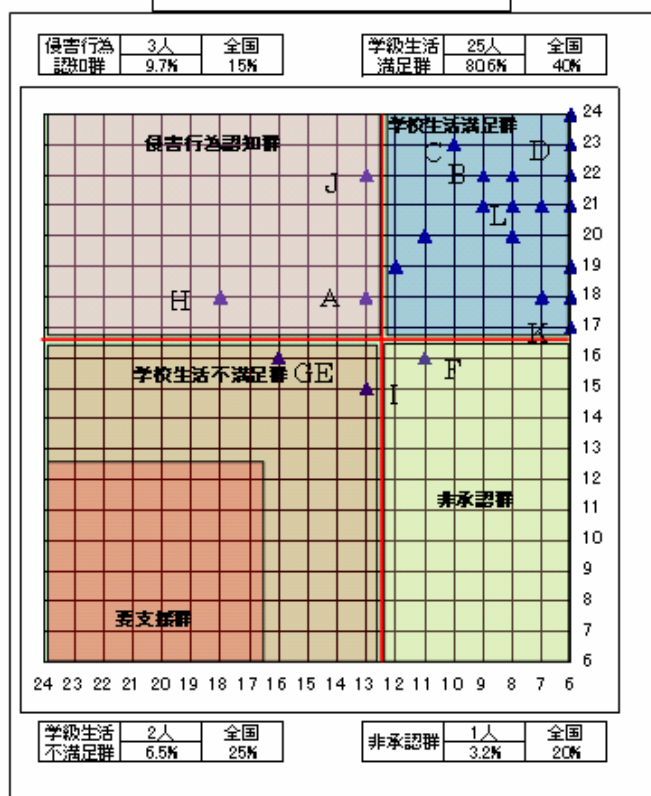 侵害行為 3人 全国
認知群 9.7% 15%
学級生活 25人 全国
満足群 80.6% 40%
学校生活満足群
侵害行為認知群
24
23
22
21
20
19
18
17
16
15
14
13
12
11
10
9
8
7
6
C
D
B
J
L
H
A
K
学校生活不満足群
GE
F
I
非承認群
要支援群
24 23 22 21 20 19 18 17 16 15 14 13 12 11 10 9 8 7 6
学級生活 2人 全国
不満足群 6.5% 25%
非承認群 1人 全国
3.2% 20%